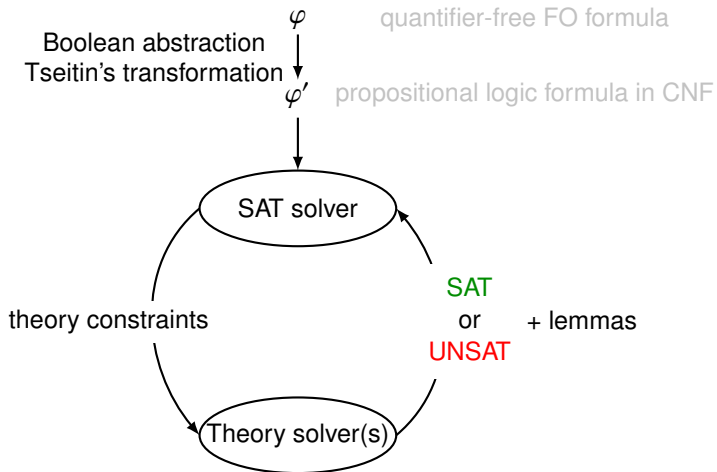 φ quantifier-free FO formula
Boolean abstraction
Tseitin's transformation
φ′ propositional logic formula in CNF
SAT solver
theory constraints
SAT
or
UNSAT
+ lemmas
Theory solver(s)